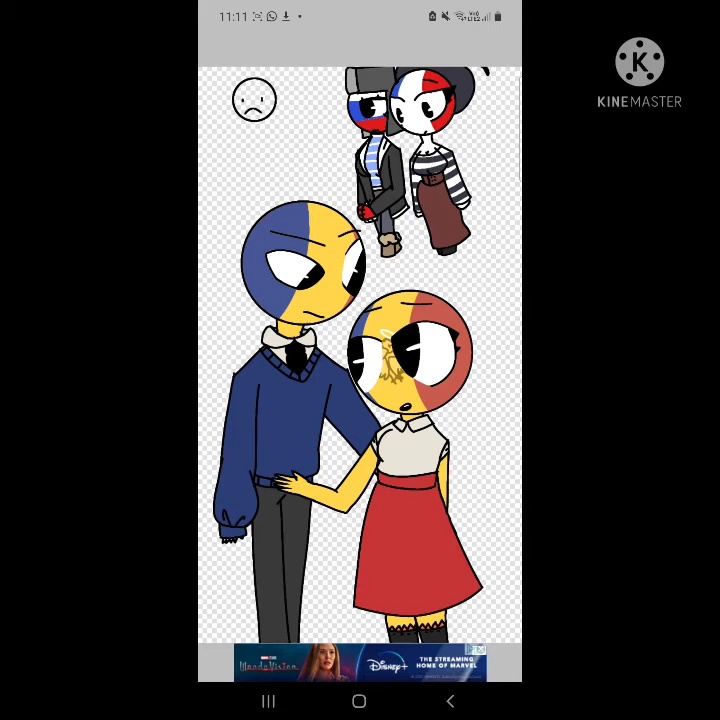 11:11
KINEMASTER
K
WandaVision
Disney+
THE STREAMING
HOME OF MARVEL